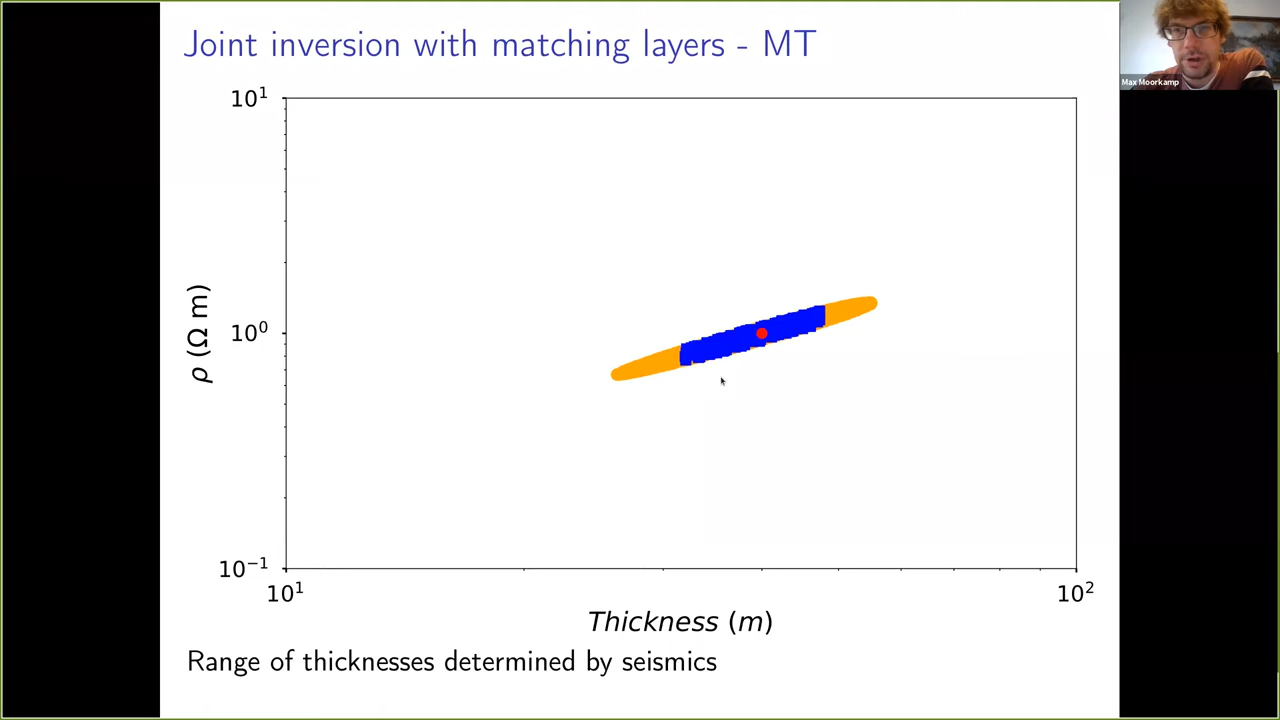 Joint inversion with matching layers - MT
Max Moorkamp
10¹
10⁰
10⁻¹
ρ (Ω m)
10¹
10²
Thickness (m)
Range of thicknesses determined by seismics